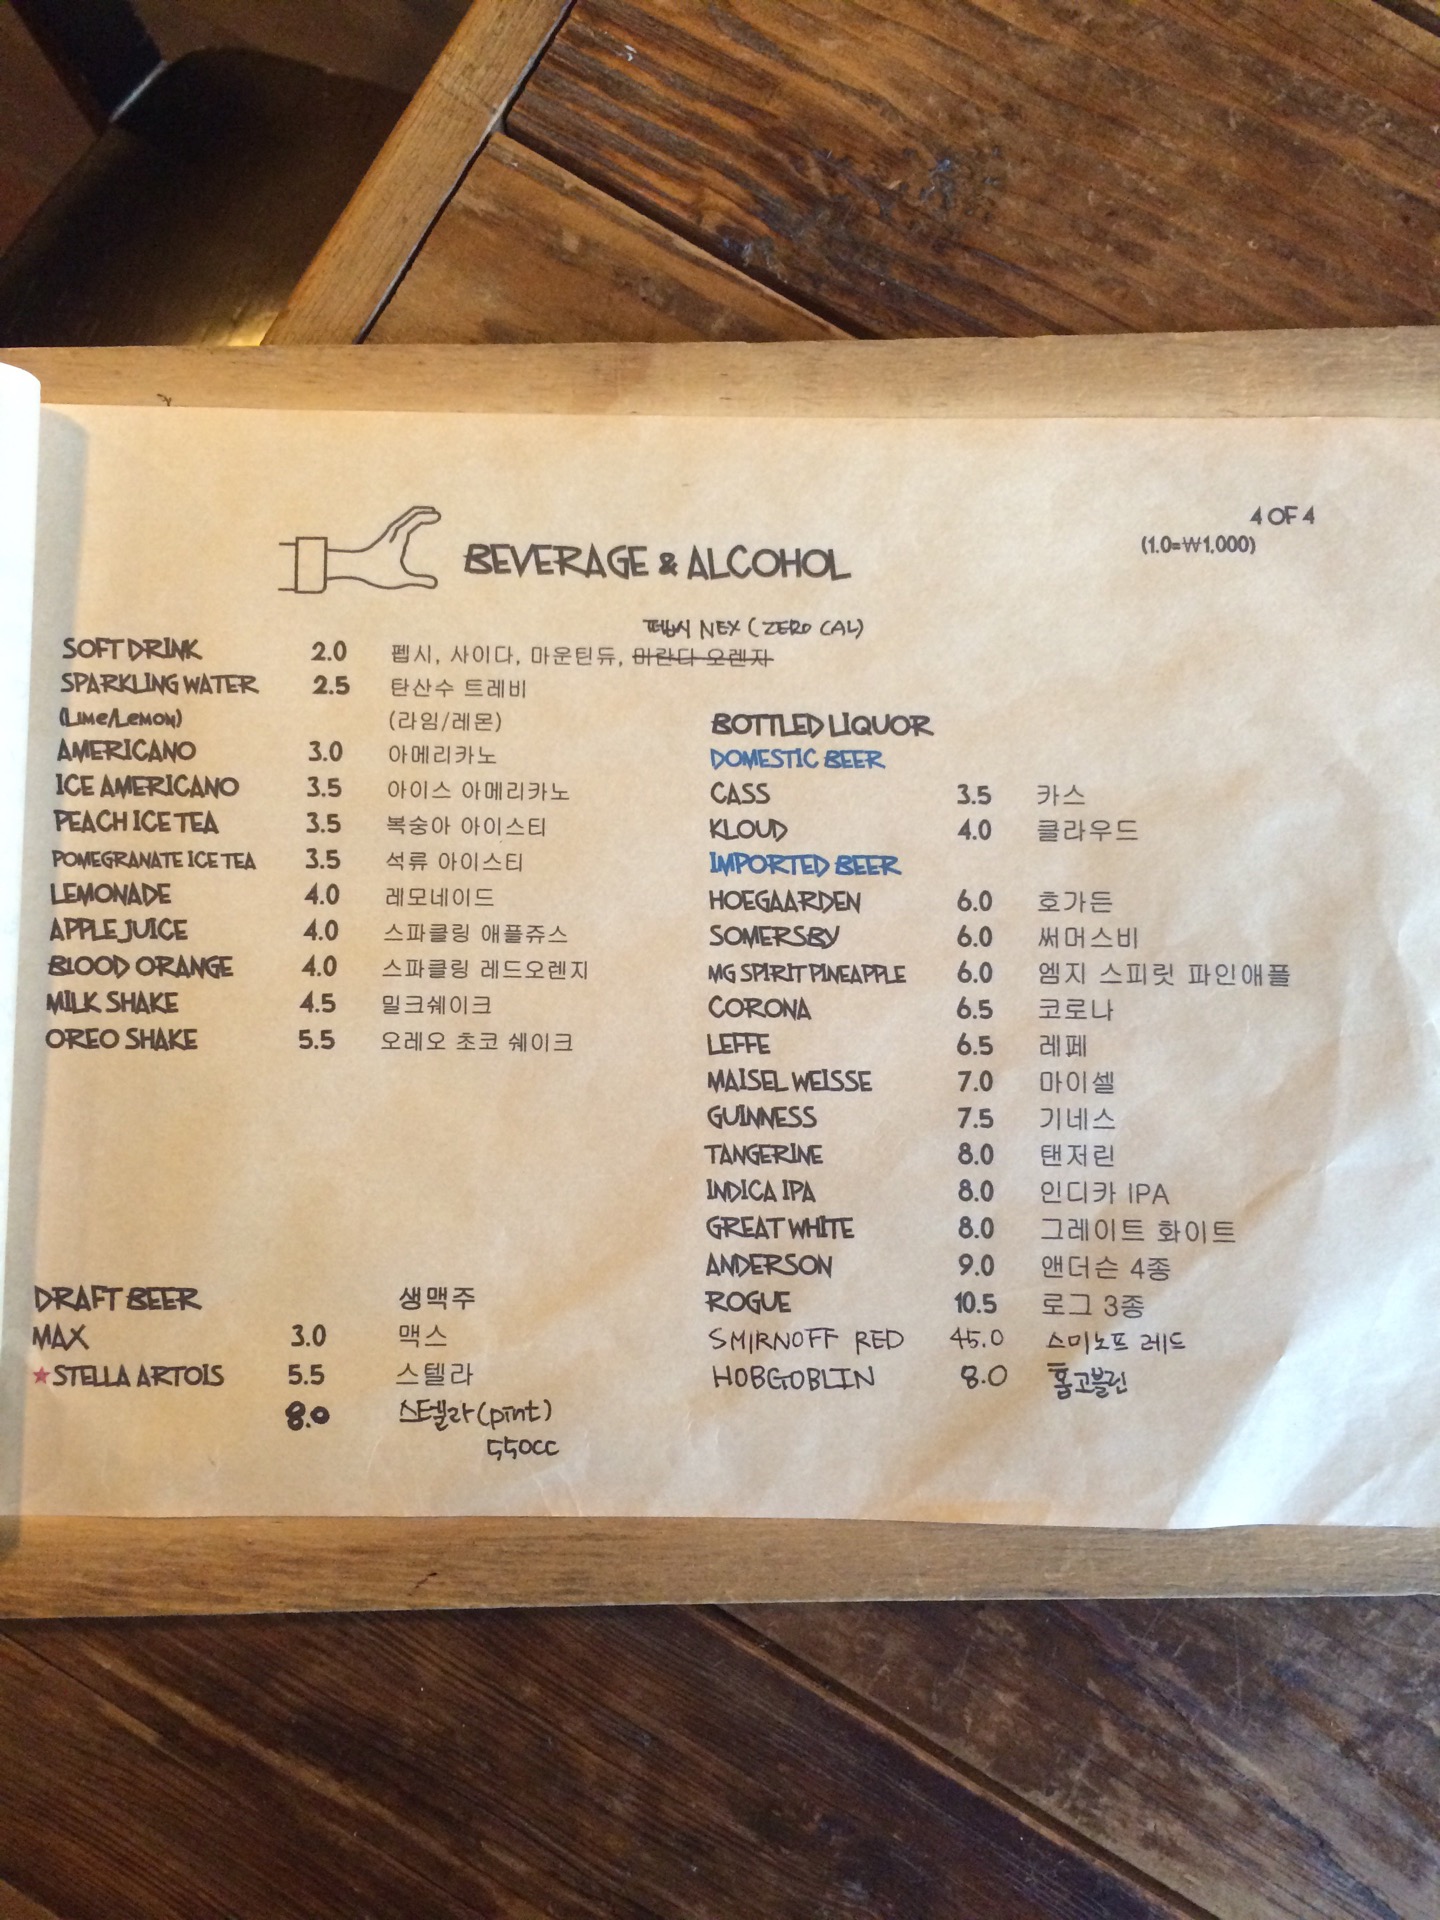 4 OF 4
(1.0=₩1,000)
BEVERAGE & ALCOHOL
펩시 NEX (ZERO CAL)
SOFT DRINK 2.0 펩시, 사이다, 마운틴듀, 미란다 오렌지
SPARKLING WATER 2.5 탄산수 트레비
(Lime/Lemon) (라임/레몬)
AMERICANO 3.0 아메리카노
ICE AMERICANO 3.5 아이스 아메리카노
PEACH ICE TEA 3.5 복숭아 아이스티
POMEGRANATE ICE TEA 3.5 석류 아이스티
LEMONADE 4.0 레모네이드
APPLE JUICE 4.0 스파클링 애플쥬스
BLOOD ORANGE 4.0 스파클링 레드오렌지
MILK SHAKE 4.5 밀크쉐이크
OREO SHAKE 5.5 오레오 초코 쉐이크
DRAFT BEER 생맥주
MAX 3.0 맥스
★STELLA ARTOIS 5.5 스텔라
8.0 스텔라 (pint)
550cc
BOTTLED LIQUOR
DOMESTIC BEER
CASS 3.5 카스
KLOUD 4.0 클라우드
IMPORTED BEER
HOEGAARDEN 6.0 호가든
SOMERSBY 6.0 써머스비
MG SPIRIT PINEAPPLE 6.0 엠지 스피릿 파인애플
CORONA 6.5 코로나
LEFFE 6.5 레페
MAISEL WEISSE 7.0 마이셀
GUINNESS 7.5 기네스
TANGERINE 8.0 탠저린
INDICA IPA 8.0 인디카 IPA
GREAT WHITE 8.0 그레이트 화이트
ANDERSON 9.0 앤더슨 4종
ROGUE 10.5 로그 3종
SMIRNOFF RED 45.0 스미노프 레드
HOBGOBLIN 8.0 홉고블린